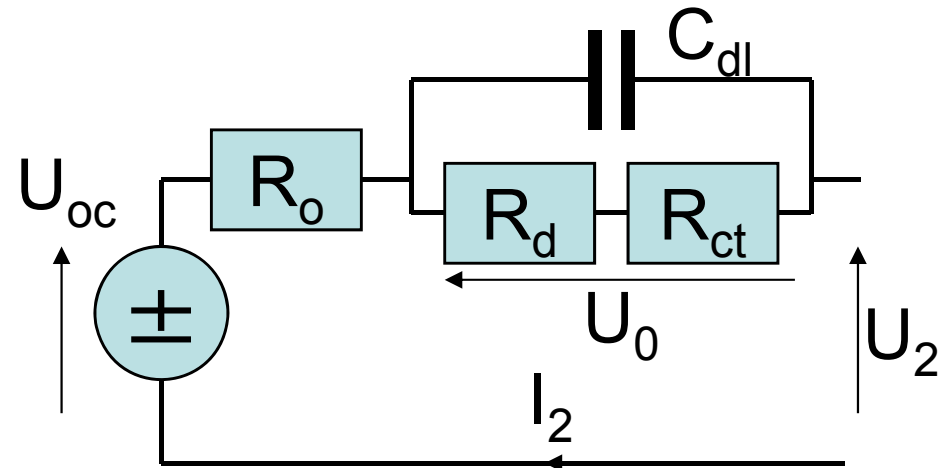 C_dl
U_oc
R_o
R_d
R_ct
±
U_0
U_2
I_2